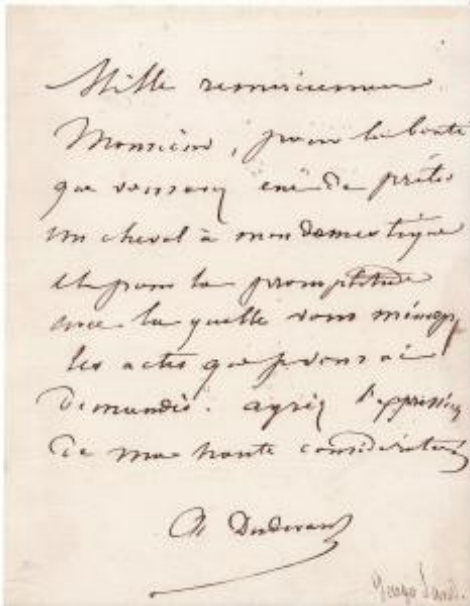 Mille remerciemens
Monsieur, pour la bonté
que vous avez eue de prêter
un cheval à mon domestique
et pour la promptitude
avec laquelle vous m'
les actes que je vous ai
demandés. agréez l'expression
de ma haute considération
A Dudevant
George Sand.